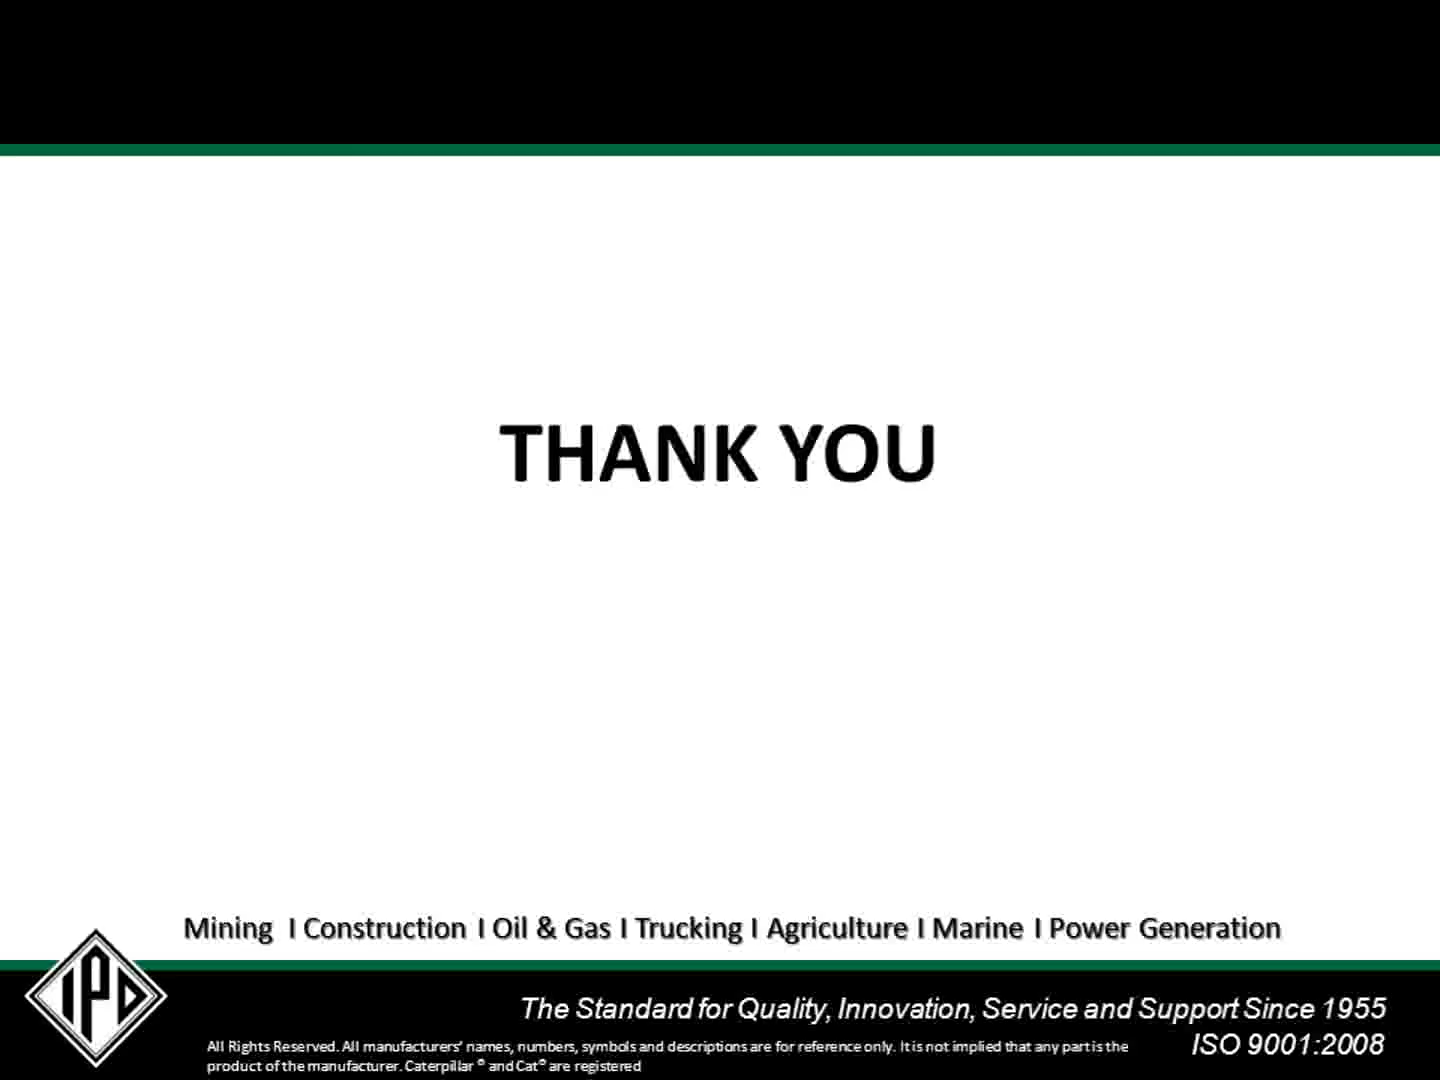 THANK YOU
Mining I Construction I Oil & Gas I Trucking I Agriculture I Marine I Power Generation
IPD
The Standard for Quality, Innovation, Service and Support Since 1955
ISO 9001:2008
All Rights Reserved. All manufacturers' names, numbers, symbols and descriptions are for reference only. It is not implied that any part is the
product of the manufacturer. Caterpillar © and Cat© are registered